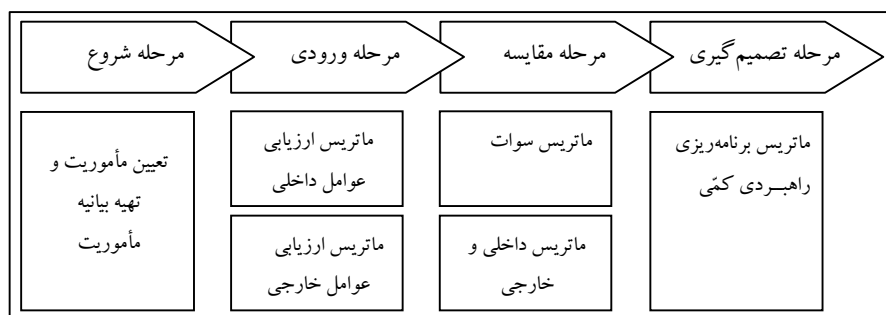 مرحله شروع
مرحله ورودی
مرحله مقایسه
مرحله تصمیم‌گیری
تعیین مأموریت و
تهیه بیانیه
مأموریت
ماتریس ارزیابی
عوامل داخلی
ماتریس ارزیابی
عوامل خارجی
ماتریس سوات
ماتریس داخلی و
خارجی
ماتریس برنامه‌ریزی
راهبـــردی کمّی